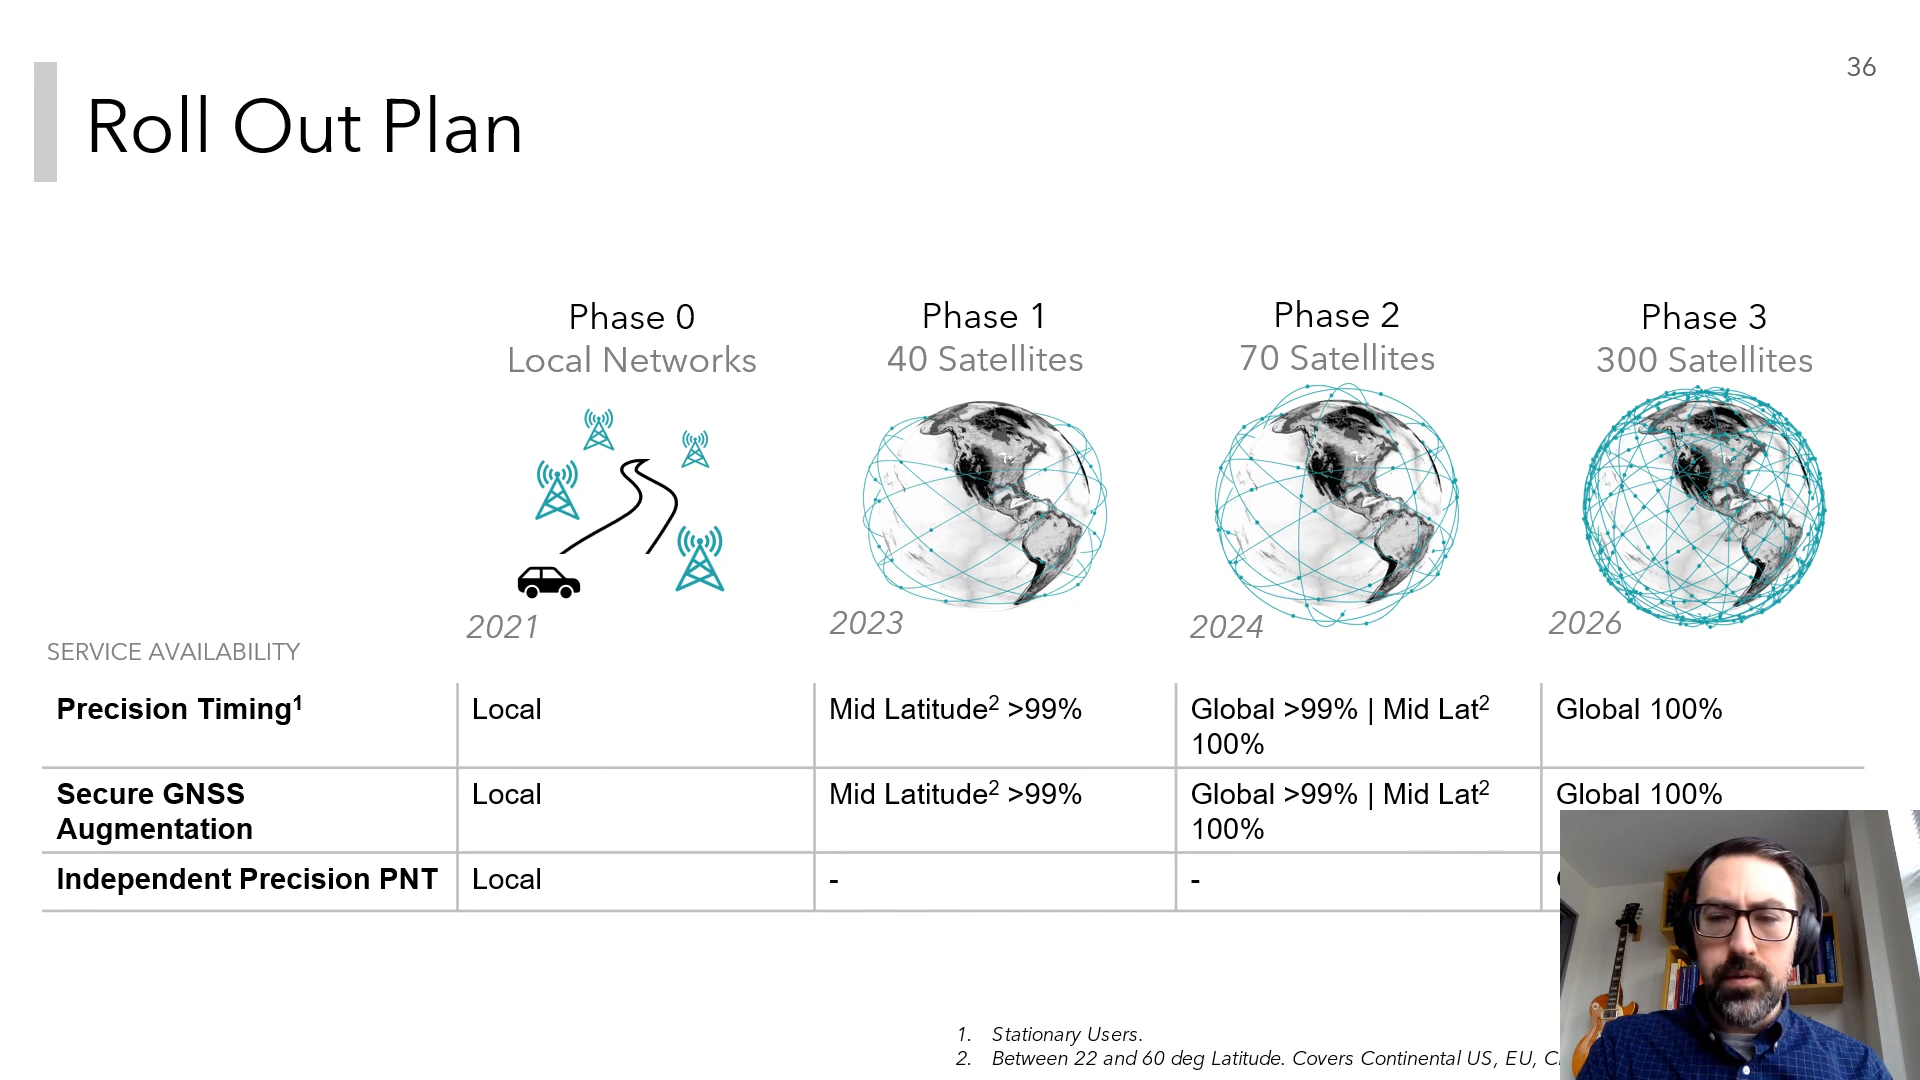 36
Roll Out Plan
Phase 0
Local Networks
Phase 1
40 Satellites
Phase 2
70 Satellites
Phase 3
300 Satellites
2021
2023
2024
2026
SERVICE AVAILABILITY
Precision Timing¹
Local
Mid Latitude² >99%
Global >99% | Mid Lat²
100%
Global 100%
Secure GNSS
Augmentation
Local
Mid Latitude² >99%
Global >99% | Mid Lat²
100%
Global 100%
Independent Precision PNT
Local
-
-
1. Stationary Users.
2. Between 22 and 60 deg Latitude. Covers Continental US, EU,